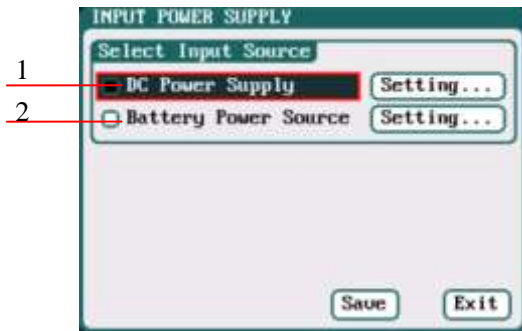 INPUT POWER SUPPLY
Select Input Source
1 DC Power Supply Setting...
2 Battery Power Source Setting...
Save Exit